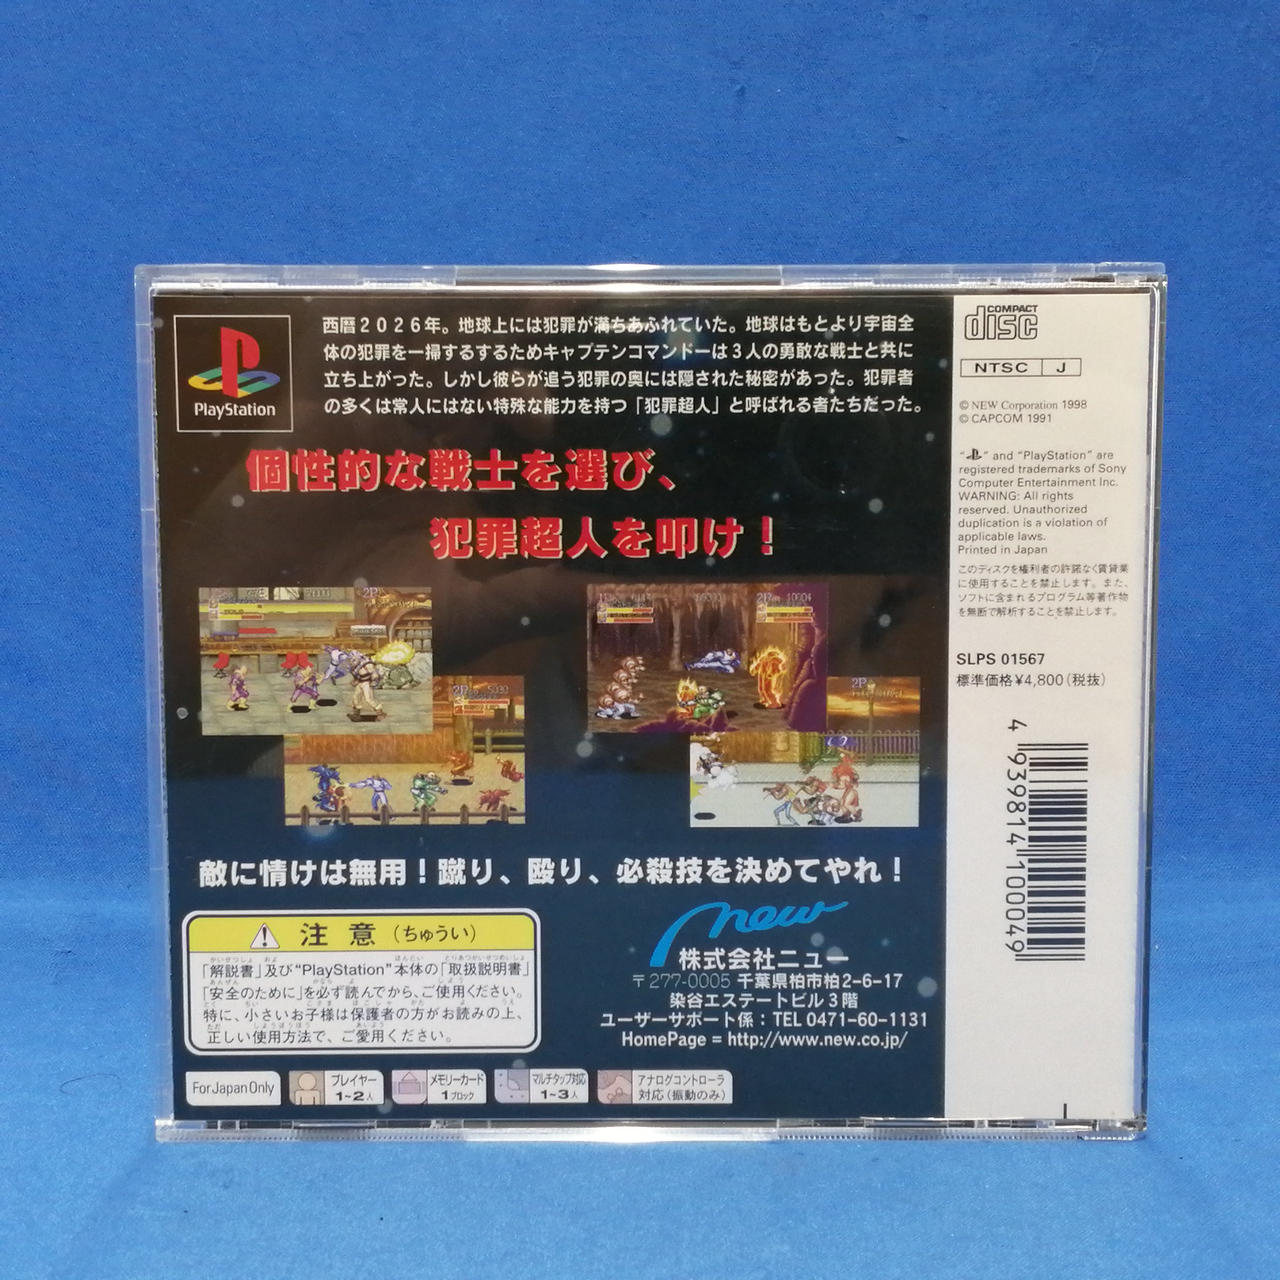 PlayStation
西暦2026年。地球上には犯罪が満ちあふれていた。地球はもとより宇宙全
体の犯罪を一掃するするためキャプテンコマンドーは3人の勇敢な戦士と共に
立ち上がった。しかし彼らが追う犯罪の奥には隠された秘密があった。犯罪者
の多くは常人にはない特殊な能力を持つ「犯罪超人」と呼ばれる者たちだった。
個性的な戦士を選び、
犯罪超人を叩け！
2P
2P
2P
2P
敵に情けは無用！蹴り、殴り、必殺技を決めてやれ！
注意（ちゅうい）
「解説書」及び“PlayStation”本体の「取扱説明書」
「安全のために」を必ず読んでから、ご使用ください。
特に、小さいお子様は保護者の方がお読みの上、
正しい使用方法で、ご愛用ください。
new
株式会社ニュー
〒277-0005 千葉県柏市柏2-6-17
染谷エステートビル3階
ユーザーサポート係：TEL 0471-60-1131
HomePage = http://www.new.co.jp/
For Japan Only
プレイヤー
1~2人
メモリーカード
1ブロック
マルチタップ対応
1~3人
アナログコントローラ
対応（振動のみ）
COMPACT
disc
NTSC J
© NEW Corporation 1998
© CAPCOM 1991
“ ” and “PlayStation” are
registered trademarks of Sony
Computer Entertainment Inc.
WARNING: All rights
reserved. Unauthorized
duplication is a violation of
applicable laws.
Printed in Japan
このディスクを権利者の許諾なく賃貸業
に使用することを禁止します。また、
ソフトに含まれるプログラム等著作物
を無断で解析することを禁止します。
SLPS 01567
標準価格¥4,800（税抜）
4 939814 100049